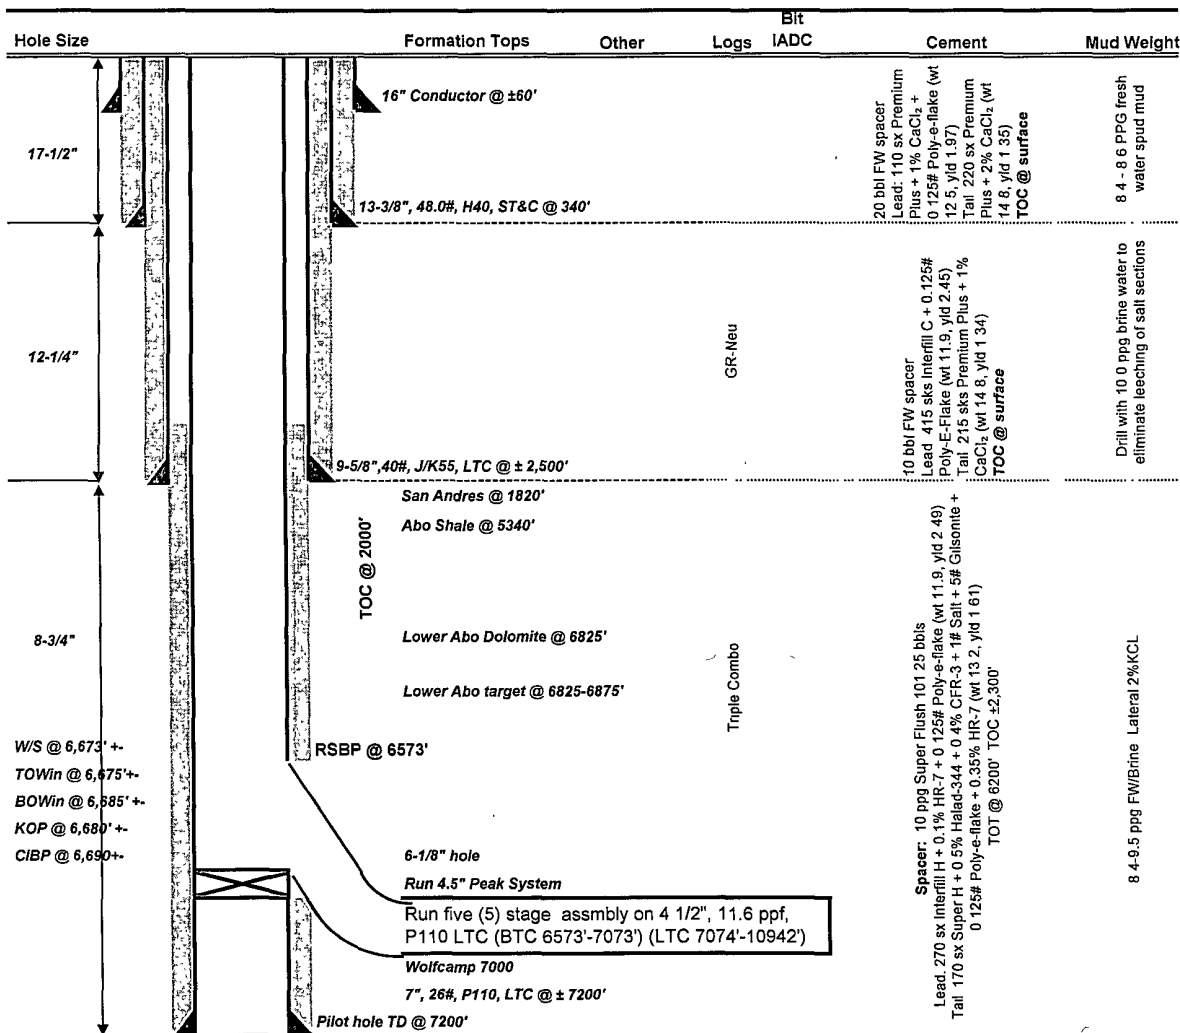 Hole Size
Formation Tops
Other
Logs
Bit
IADC
Cement
Mud Weight
17-1/2"
16" Conductor @ ±60'
13-3/8", 48.0#, H40, ST&C @ 340'
20 bbl FW spacer
Lead: 110 sx Premium
Plus + 1% CaCl₂ +
0 125# Poly-e-flake (wt
12 5, yld 1.97)
Tail 220 sx Premium
Plus + 2% CaCl₂ (wt
14 8, yld 1 35)
TOC @ surface
8 4 - 8 6 PPG fresh
water spud mud
12-1/4"
9-5/8",40#, J/K55, LTC @ ± 2,500'
GR-Neu
10 bbl FW spacer
Lead 415 sks Interfill C + 0.125#
Poly-E-Flake (wt 11.9, yld 2.45)
Tail 215 sks Premium Plus + 1%
CaCl₂ (wt 14 8, yld 1 34)
TOC @ surface
Drill with 10 0 ppg brine water to
eliminate leeching of salt sections
8-3/4"
San Andres @ 1820'
Abo Shale @ 5340'
TOC @ 2000'
Lower Abo Dolomite @ 6825'
Lower Abo target @ 6825-6875'
Triple Combo
Spacer: 10 ppg Super Flush 101 25 bbls
Lead. 270 sx Interfill H + 0.1% HR-7 + 0 125# Poly-e-flake (wt 11.9, yld 2 49)
Tail 170 sx Super H + 0 5% Halad-344 + 0 4% CFR-3 + 1# Salt + 5# Gilsonite +
0 125# Poly-e-flake + 0.35% HR-7 (wt 13 2, yld 1 61)
TOT @ 6200' TOC ±2,300'
8 4-9.5 ppg FW/Brine Lateral 2%KCL
W/S @ 6,673' +-
TOWin @ 6,675'+-
BOWin @ 6,685' +-
KOP @ 6,680' +-
CIBP @ 6,690+-
RSBP @ 6573'
6-1/8" hole
Run 4.5" Peak System
Run five (5) stage assmbly on 4 1/2", 11.6 ppf,
P110 LTC (BTC 6573'-7073') (LTC 7074'-10942')
Wolfcamp 7000
7", 26#, P110, LTC @ ± 7200'
Pilot hole TD @ 7200'